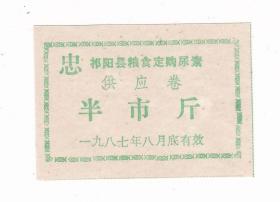 忠 祁阳县粮食定购尿素
供应卷
半市斤
一九八七年八月底有效